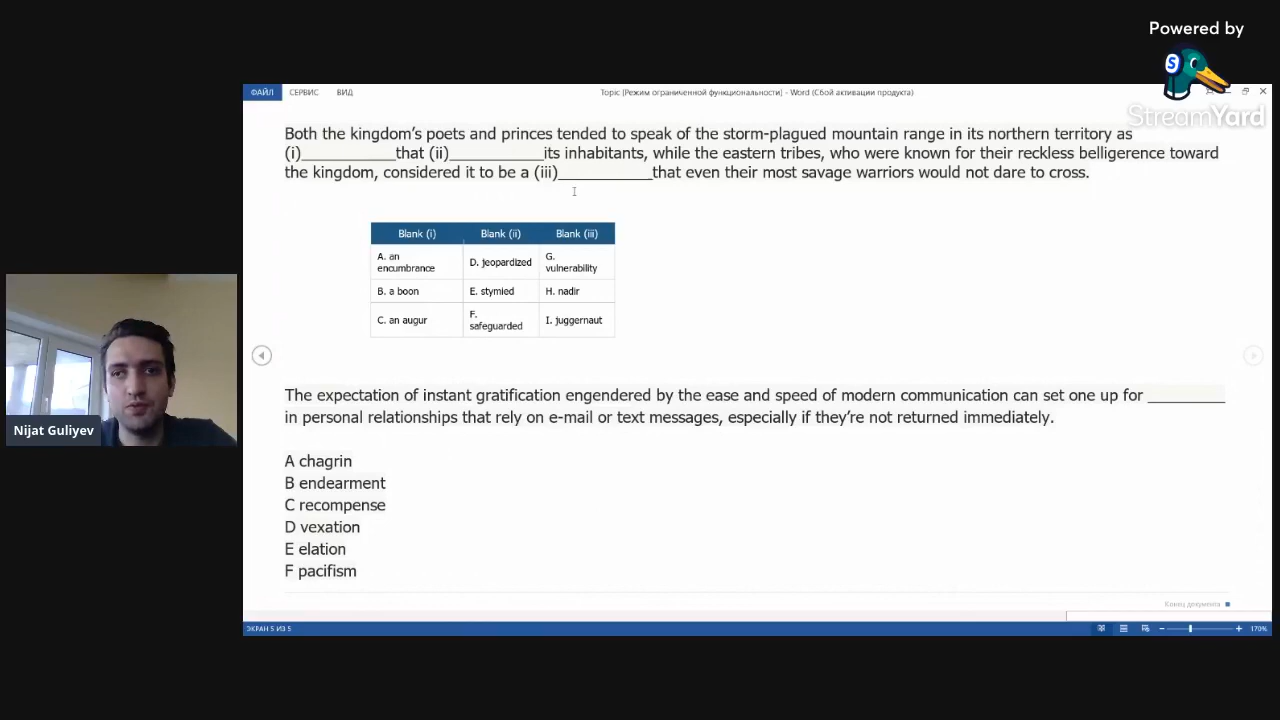 Powered by
S
StreamYard
ФАЙЛ СЕРВИС ВИД Topic [Режим ограниченной функциональности] - Word (Сбой активации продукта)
Both the kingdom's poets and princes tended to speak of the storm-plagued mountain range in its northern territory as
(i)___________that (ii)___________its inhabitants, while the eastern tribes, who were known for their reckless belligerence toward
the kingdom, considered it to be a (iii)___________that even their most savage warriors would not dare to cross.
Blank (i) Blank (ii) Blank (iii)
A. an
encumbrance
D. jeopardized
G.
vulnerability
B. a boon E. stymied H. nadir
C. an augur
F.
safeguarded
I. juggernaut
The expectation of instant gratification engendered by the ease and speed of modern communication can set one up for _________
in personal relationships that rely on e-mail or text messages, especially if they're not returned immediately.
A chagrin
B endearment
C recompense
D vexation
E elation
F pacifism
Конец документа
ЭКРАН 5 ИЗ 5
170%
Nijat Guliyev